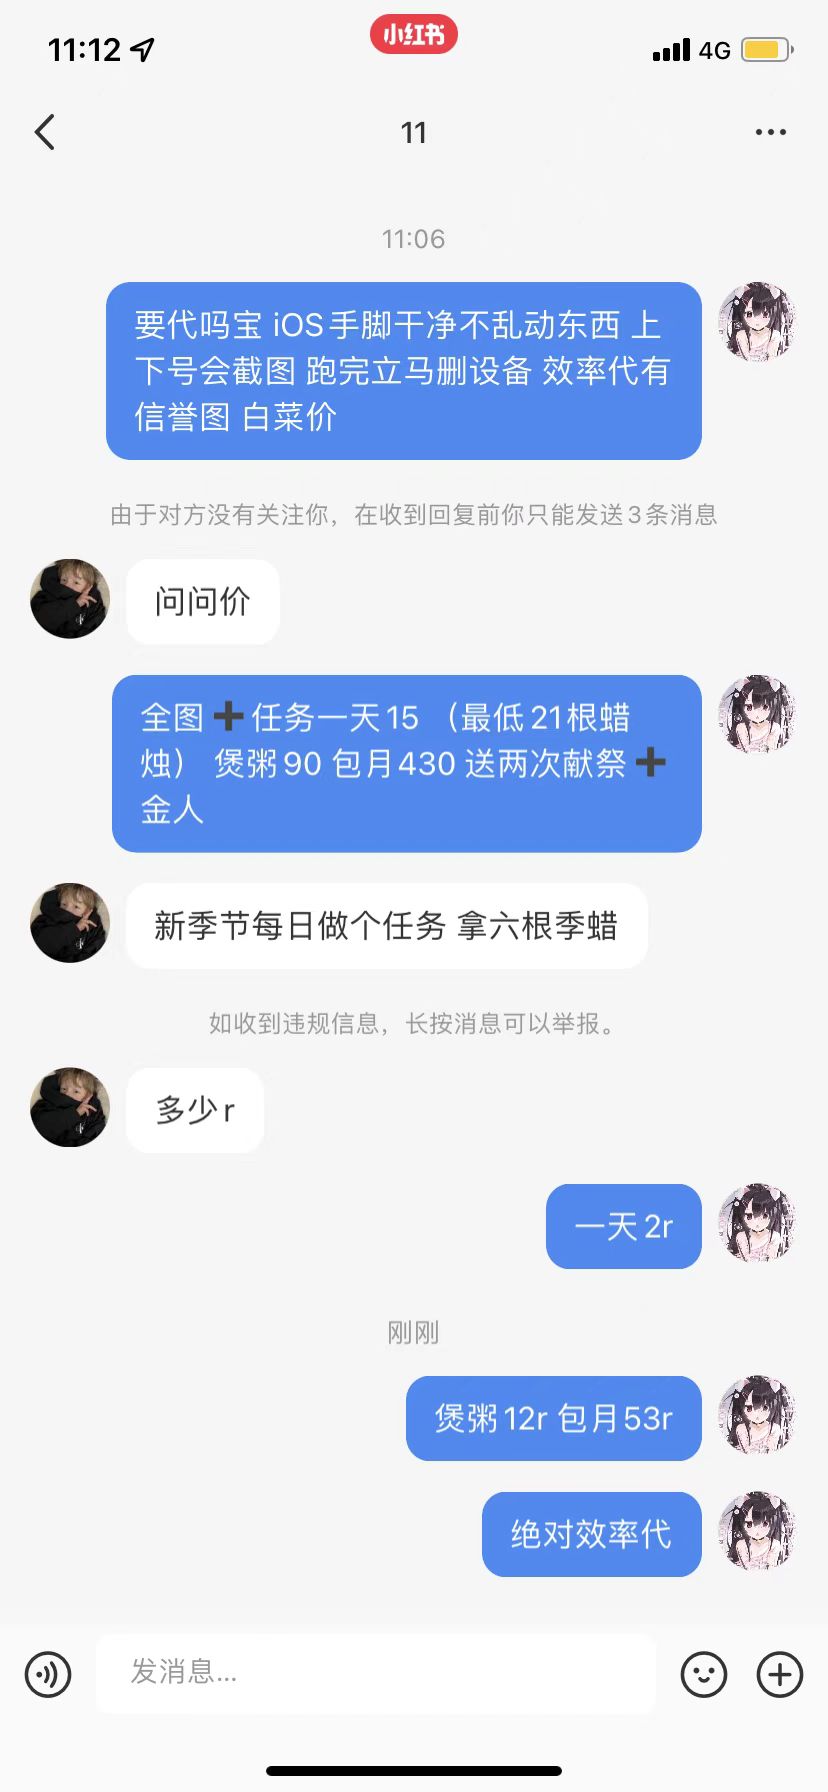 11:12
小红书
4G
11
11:06
要代吗宝 iOS手脚干净不乱动东西 上
下号会截图 跑完立马删设备 效率代有
信誉图 白菜价
由于对方没有关注你，在收到回复前你只能发送3条消息
问问价
全图➕任务一天15 （最低21根蜡
烛） 煲粥90 包月430 送两次献祭➕
金人
新季节每日做个任务 拿六根季蜡
如收到违规信息，长按消息可以举报。
多少r
一天2r
刚刚
煲粥12r 包月53r
绝对效率代
发消息...